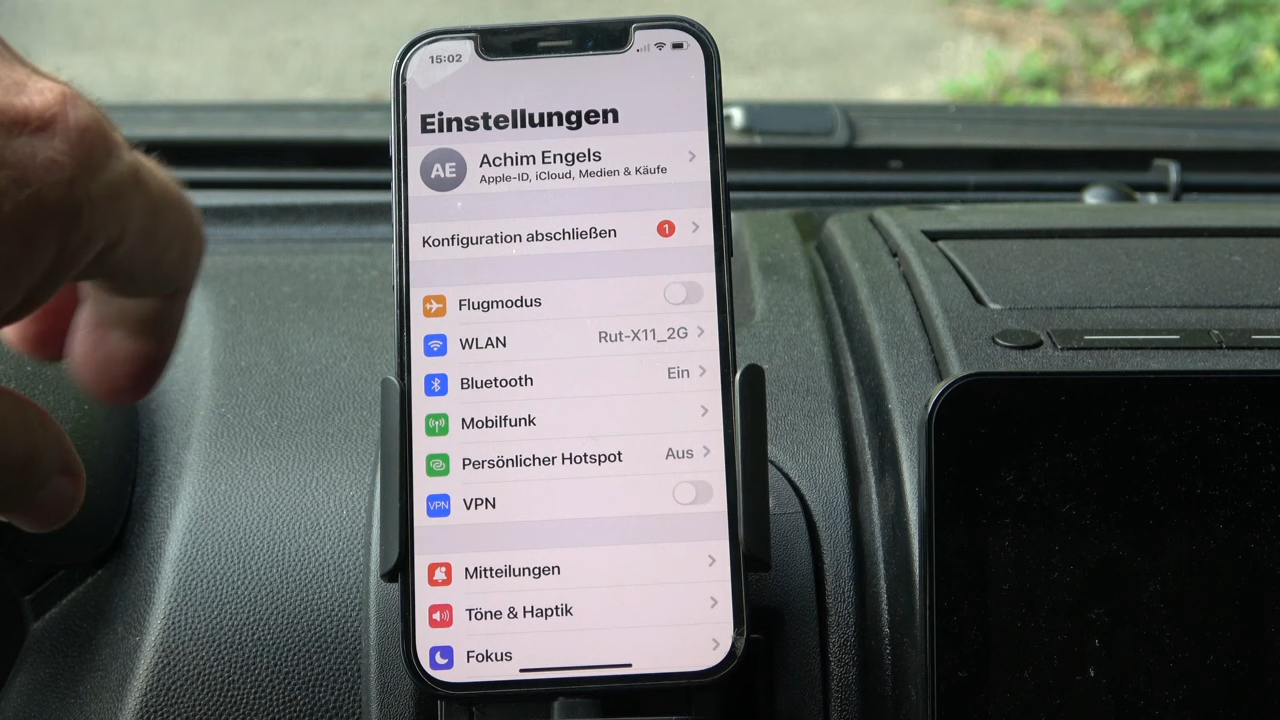 15:02
Einstellungen
AE
Achim Engels
Apple-ID, iCloud, Medien & Käufe
Konfiguration abschließen 1
Flugmodus
WLAN Rut-X11_2G
Bluetooth Ein
Mobilfunk
Persönlicher Hotspot Aus
VPN VPN
Mitteilungen
Töne & Haptik
Fokus